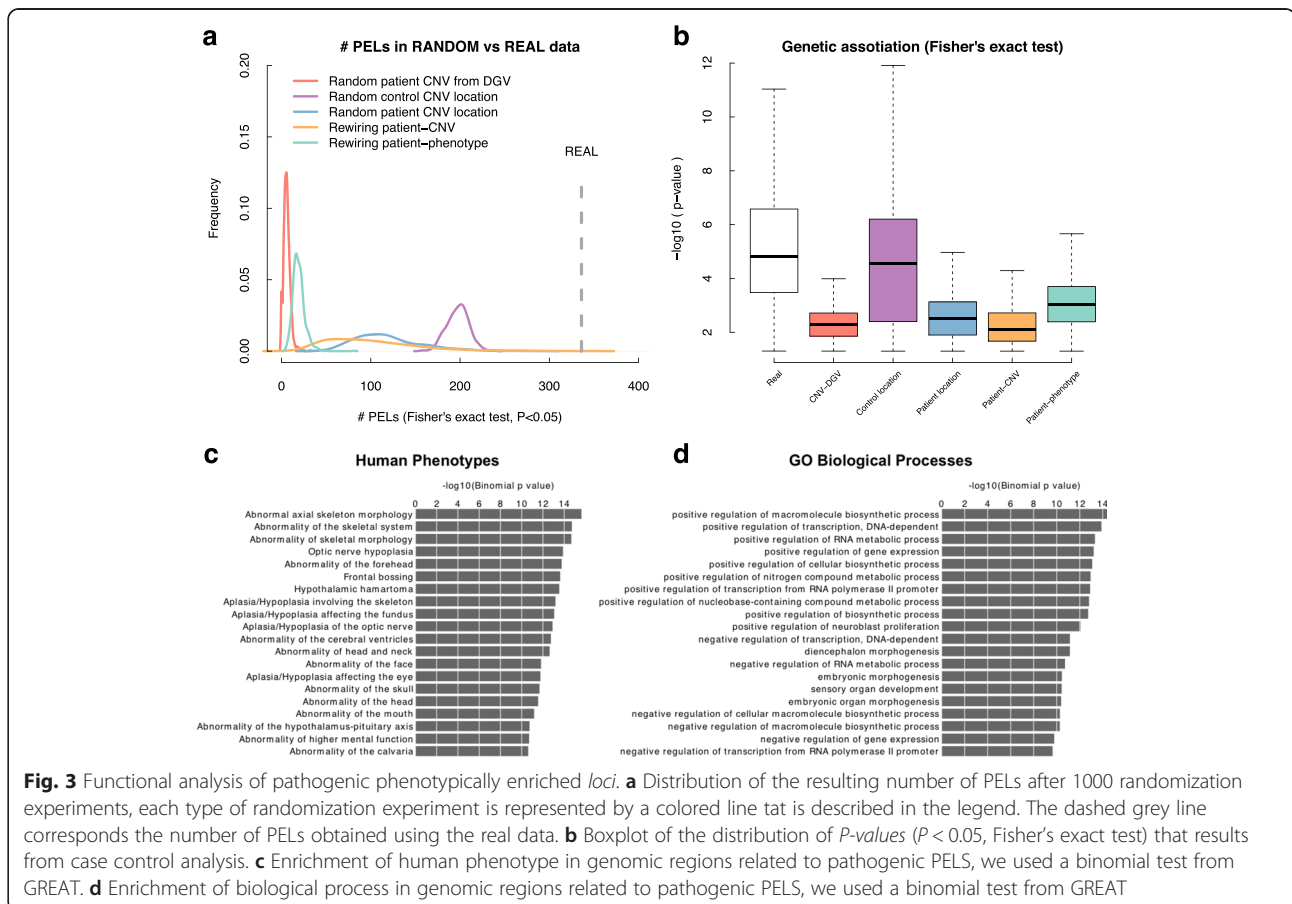 a
# PELs in RANDOM vs REAL data
Frequency
0.20
0.15
0.10
0.05
0.00
Random patient CNV from DGV
Random control CNV location
Random patient CNV location
Rewiring patient-CNV
Rewiring patient-phenotype
REAL
0 100 200 300 400
# PELs (Fisher's exact test, P<0.05)
b
Genetic assotiation (Fisher's exact test)
-log10 ( p-value )
12
10
8
6
4
2
Real
CNV-DGV
Control location
Patient location
Patient-CNV
Patient-phenotype
c
Human Phenotypes
-log10(Binomial p value)
0 2 4 6 8 10 12 14
Abnormal axial skeleton morphology
Abnormality of the skeletal system
Abnormality of skeletal morphology
Optic nerve hypoplasia
Abnormality of the forehead
Frontal bossing
Hypothalamic hamartoma
Aplasia/Hypoplasia involving the skeleton
Aplasia/Hypoplasia affecting the fundus
Aplasia/Hypoplasia of the optic nerve
Abnormality of the cerebral ventricles
Abnormality of head and neck
Abnormality of the face
Aplasia/Hypoplasia affecting the eye
Abnormality of the skull
Abnormality of the head
Abnormality of the mouth
Abnormality of the hypothalamus-pituitary axis
Abnormality of higher mental function
Abnormality of the calvaria
d
GO Biological Processes
-log10(Binomial p value)
0 2 4 6 8 10 12 14
positive regulation of macromolecule biosynthetic process
positive regulation of transcription, DNA-dependent
positive regulation of RNA metabolic process
positive regulation of gene expression
positive regulation of cellular biosynthetic process
positive regulation of nitrogen compound metabolic process
positive regulation of transcription from RNA polymerase II promoter
positive regulation of nucleobase-containing compound metabolic process
positive regulation of biosynthetic process
positive regulation of neuroblast proliferation
negative regulation of transcription, DNA-dependent
diencephalon morphogenesis
negative regulation of RNA metabolic process
embryonic morphogenesis
sensory organ development
embryonic organ morphogenesis
negative regulation of cellular macromolecule biosynthetic process
negative regulation of macromolecule biosynthetic process
negative regulation of gene expression
negative regulation of transcription from RNA polymerase II promoter
Fig. 3 Functional analysis of pathogenic phenotypically enriched loci. a Distribution of the resulting number of PELs after 1000 randomization
experiments, each type of randomization experiment is represented by a colored line tat is described in the legend. The dashed grey line
corresponds the number of PELs obtained using the real data. b Boxplot of the distribution of P-values (P < 0.05, Fisher's exact test) that results
from case control analysis. c Enrichment of human phenotype in genomic regions related to pathogenic PELS, we used a binomial test from
GREAT. d Enrichment of biological process in genomic regions related to pathogenic PELS, we used a binomial test from GREAT